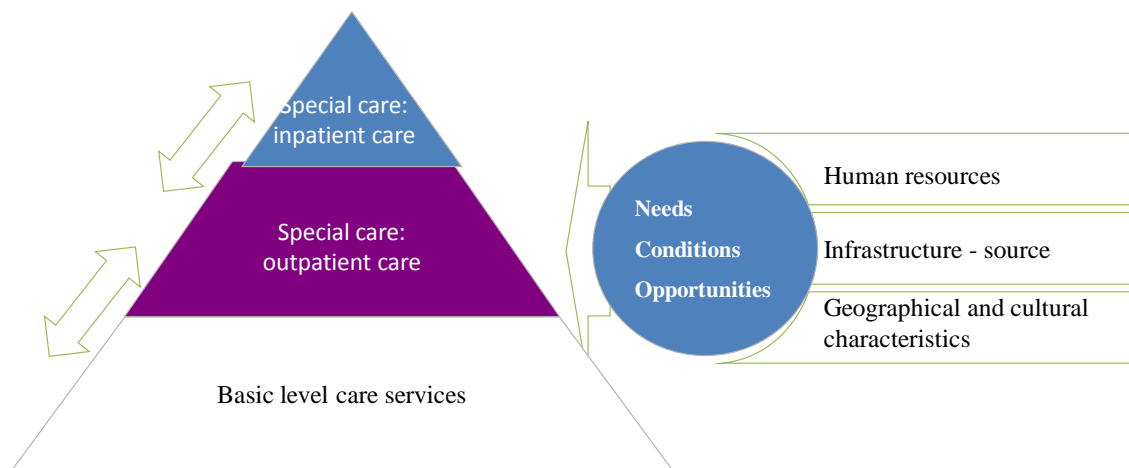 Special care:
inpatient care
Special care:
outpatient care
Basic level care services
Needs
Conditions
Opportunities
Human resources
Infrastructure - source
Geographical and cultural
characteristics